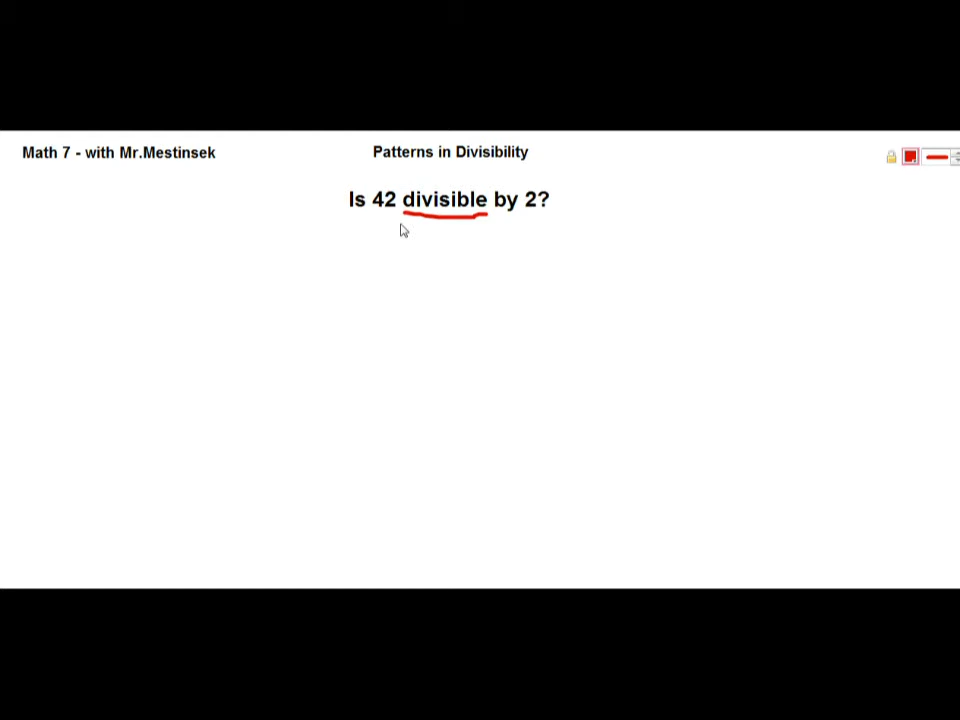 Math 7 - with Mr.Mestinsek
Patterns in Divisibility
Is 42 divisible by 2?